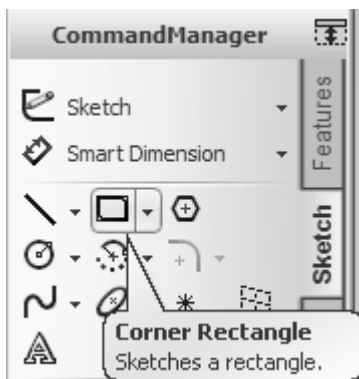 CommandManager
Sketch
Smart Dimension
Features
Sketch
Corner Rectangle
Sketches a rectangle.